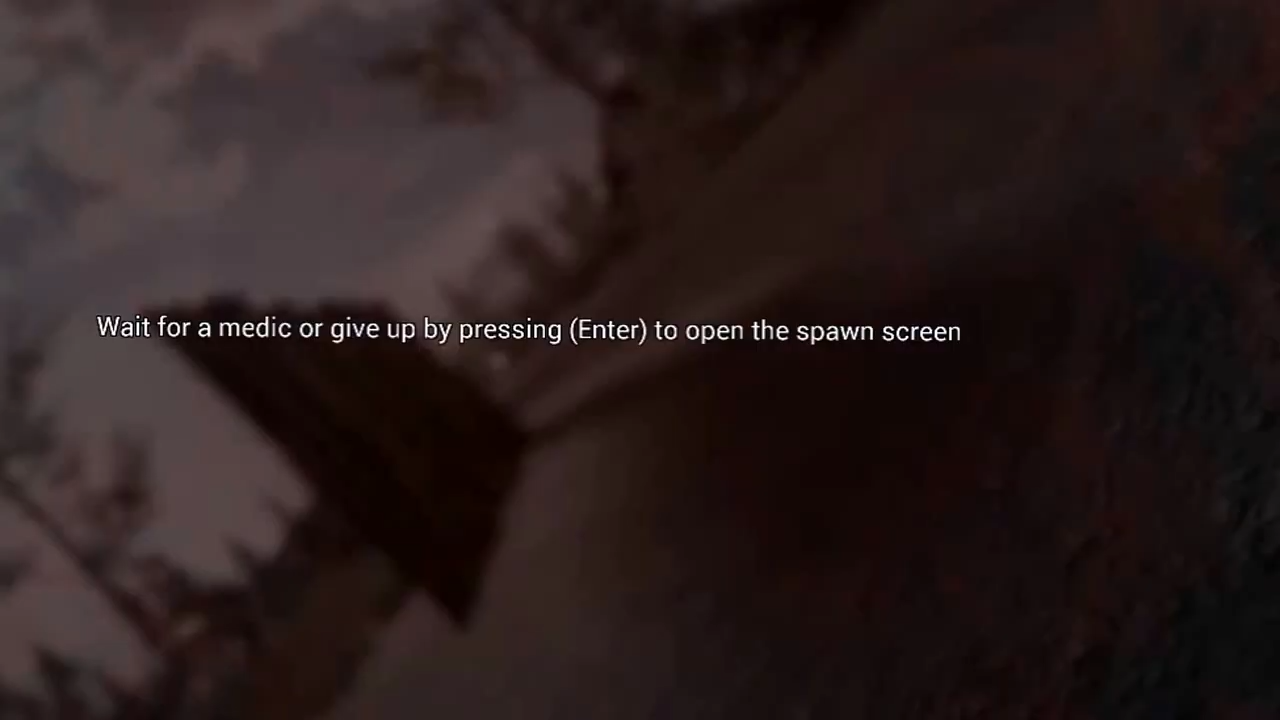 Wait for a medic or give up by pressing (Enter) to open the spawn screen